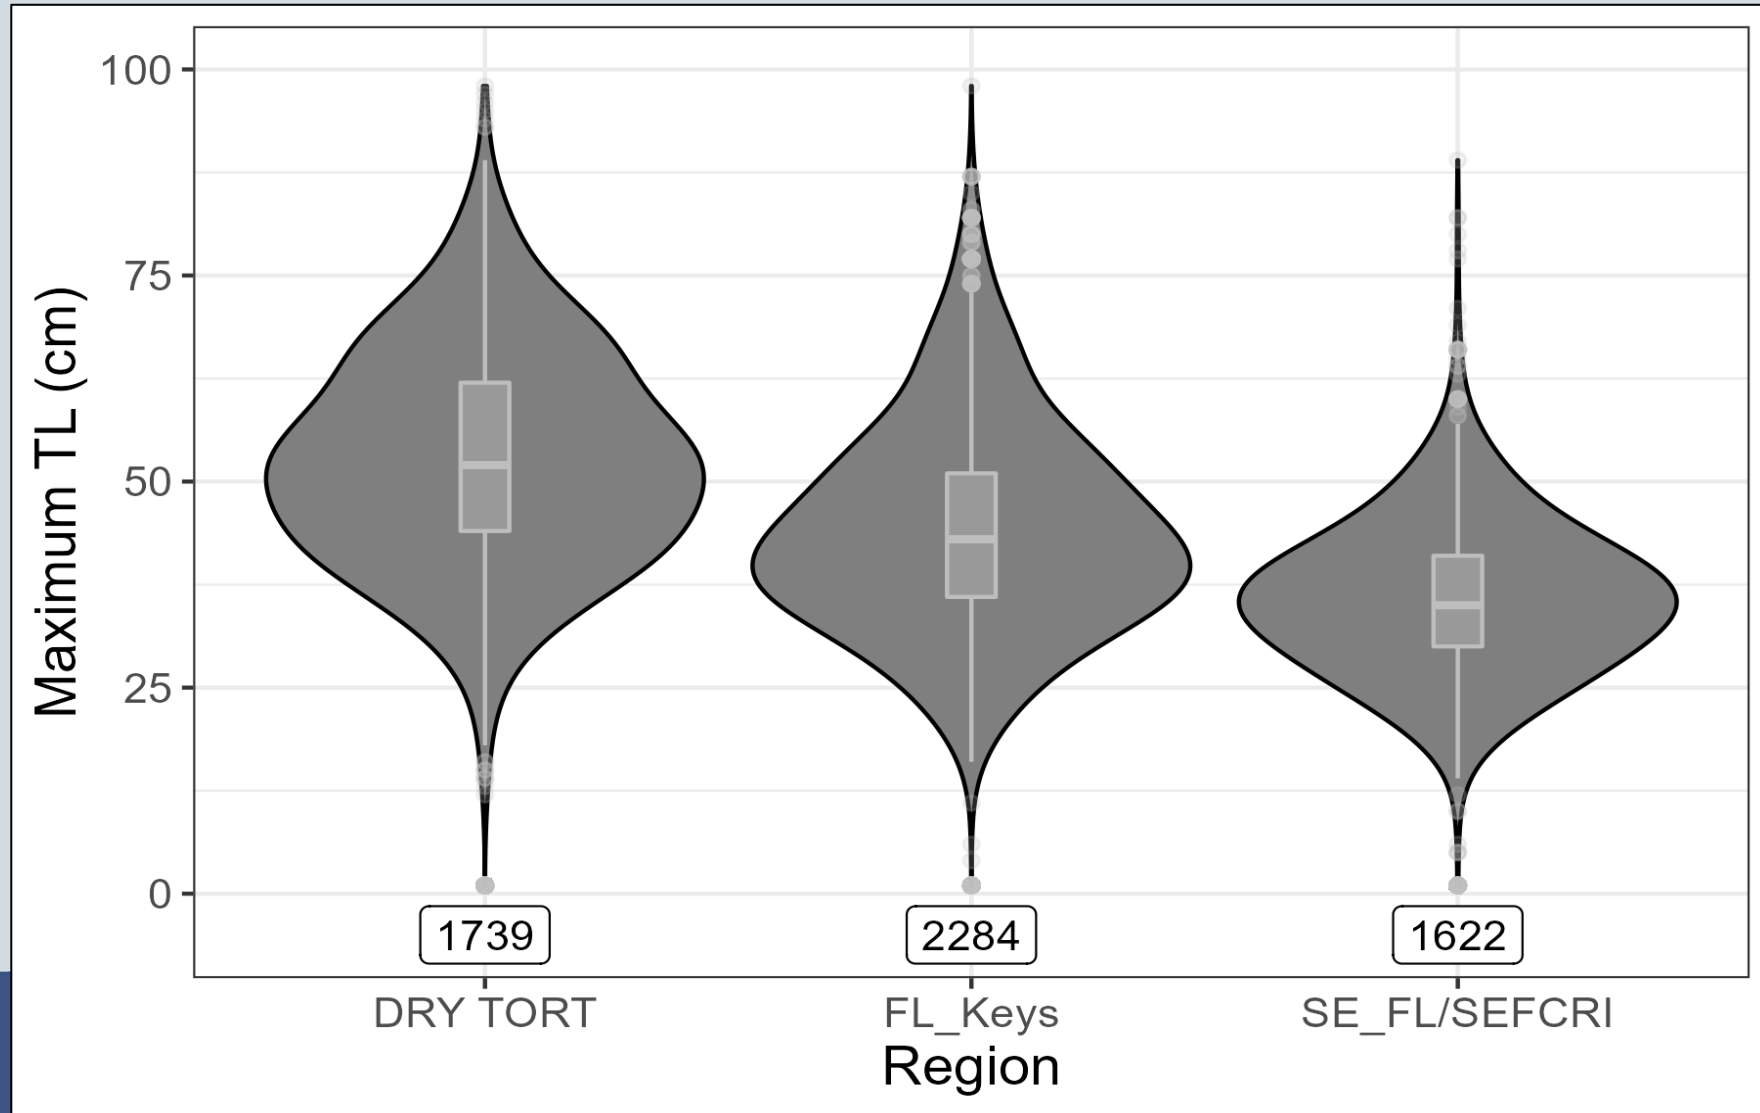 Maximum TL (cm)
100
75
50
25
0
1739 2284 1622
DRY TORT FL_Keys SE_FL/SEFCRI
Region